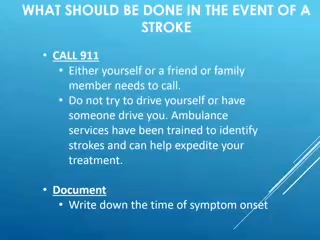 WHAT SHOULD BE DONE IN THE EVENT OF A
STROKE
• CALL 911
• Either yourself or a friend or family
member needs to call.
• Do not try to drive yourself or have
someone drive you. Ambulance
services have been trained to identify
strokes and can help expedite your
treatment.
• Document
• Write down the time of symptom onset